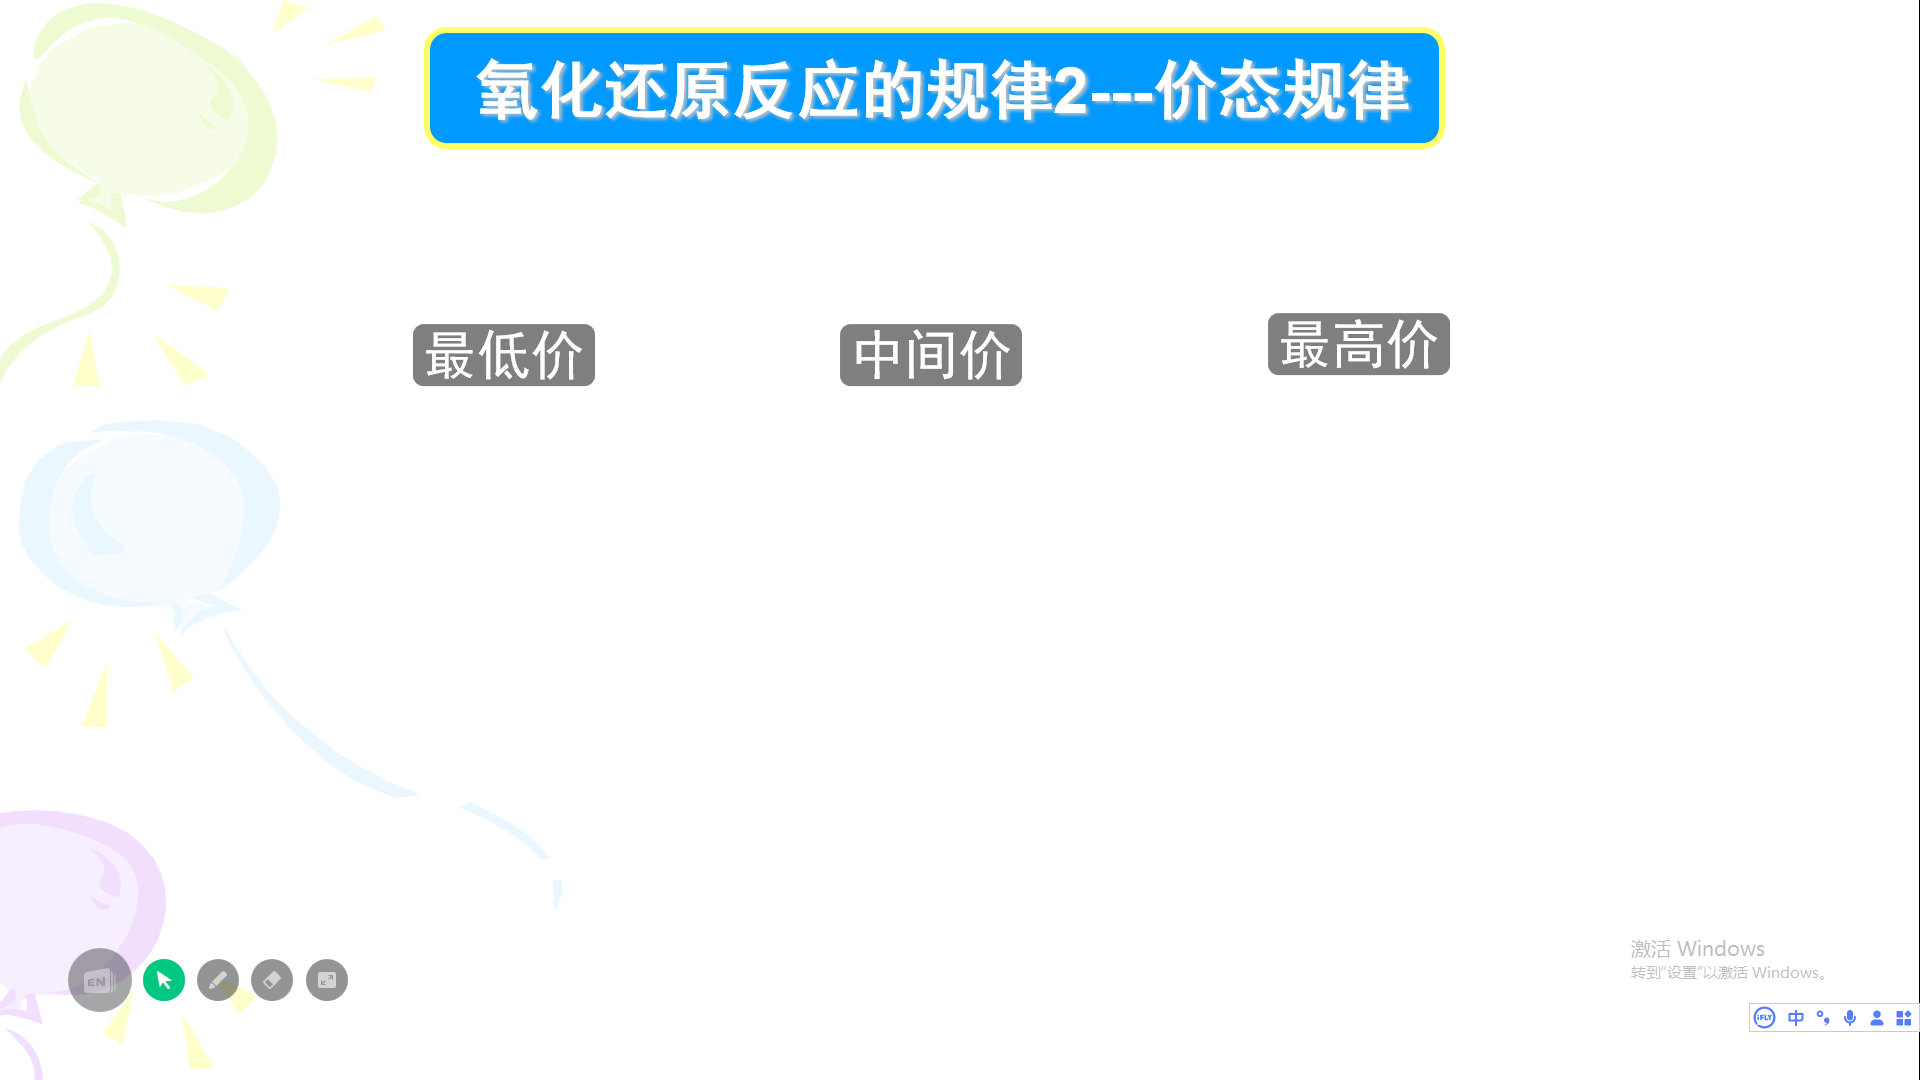 氧化还原反应的规律2---价态规律
最低价
中间价
最高价
EN
激活 Windows
转到“设置”以激活 Windows。
iFLY 中